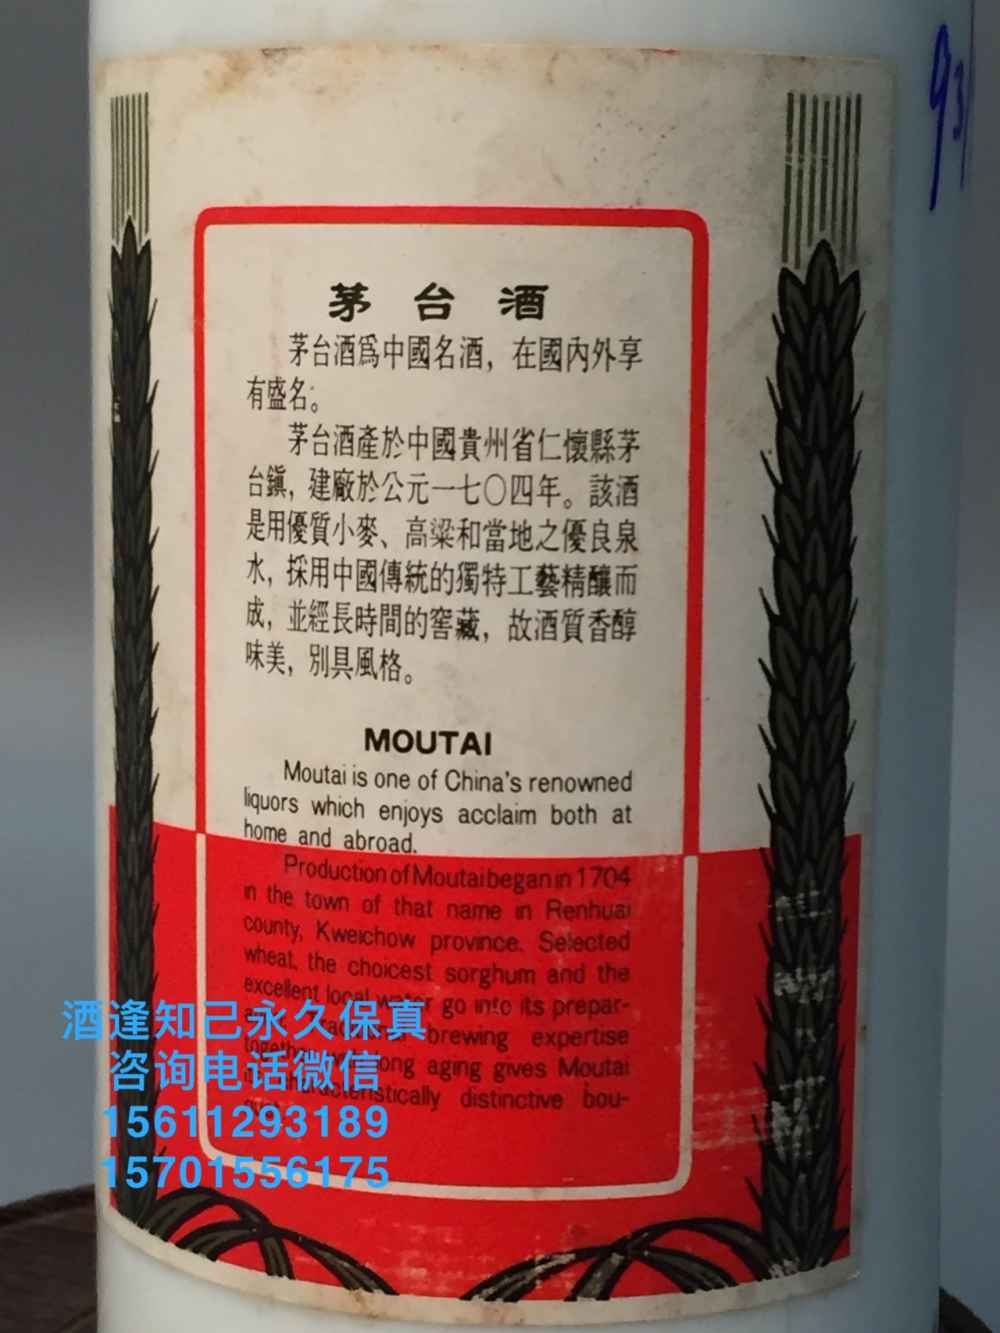 93
茅台酒
茅台酒爲中國名酒，在國內外享
有盛名。
茅台酒產於中國貴州省仁懷縣茅
台鎮，建廠於公元一七〇四年。該酒
是用優質小麥、高粱和當地之優良泉
水，採用中國傳統的獨特工藝精釀而
成，並經長時間的窖藏，故酒質香醇
味美，別具風格。
MOUTAI
Moutai is one of China's renowned
liquors which enjoys acclaim both at
home and abroad.
Production of Moutai began in 1704
in the town of that name in Renhuai
county, Kweichow province. Selected
wheat, the choicest sorghum and the
excellent local water go into its prepar-
brewing expertise
together long aging gives Moutai
characteristically distinctive bou-
酒逢知己永久保真
咨询电话微信
15611293189
15701556175